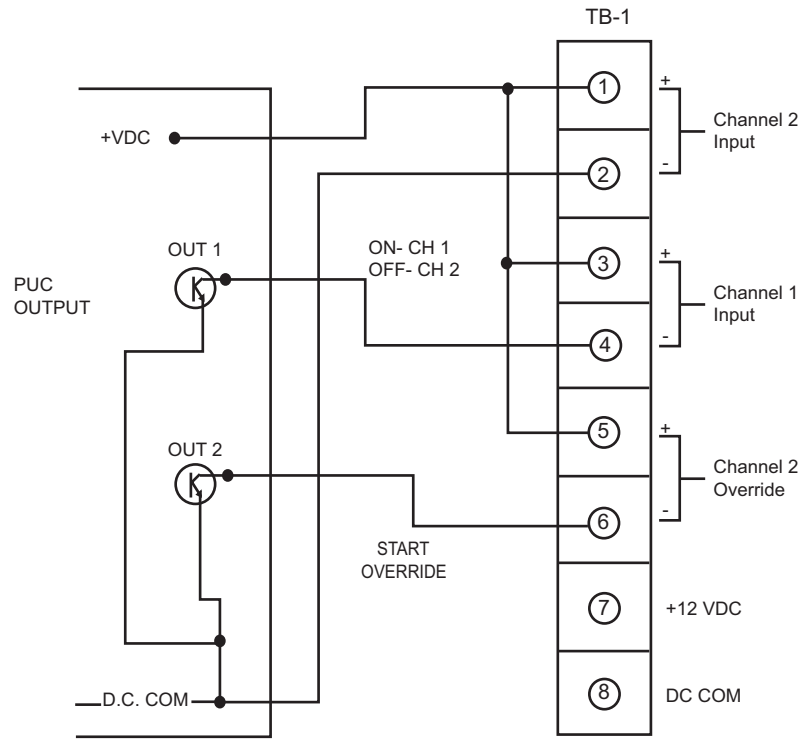 TB-1
1
+
Channel 2
Input
+VDC
2
-
OUT 1
ON- CH 1
OFF- CH 2
3
+
PUC
OUTPUT
Channel 1
Input
4
-
OUT 2
5
+
Channel 2
Override
6
-
START
OVERRIDE
7
+12 VDC
D.C. COM
8
DC COM